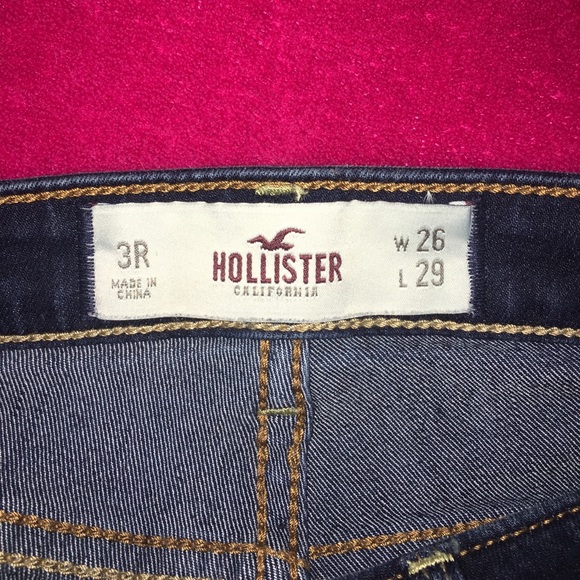 3R
MADE IN
CHINA
HOLLISTER
CALIFORNIA
W 26
L 29